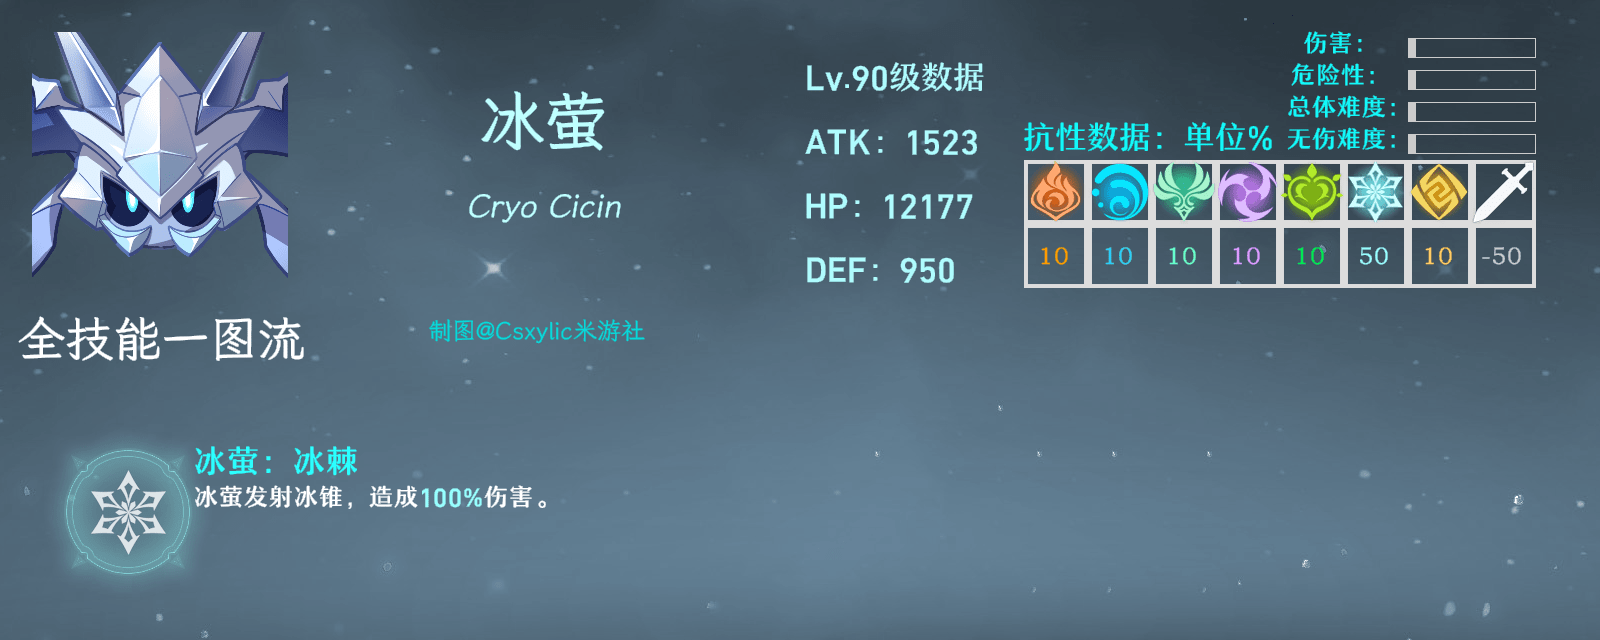 冰萤
Cryo Cicin
全技能一图流
制图@Csxylic米游社
Lv.90级数据
ATK：1523
HP：12177
DEF：950
伤害：
危险性：
总体难度：
无伤难度：
抗性数据：单位%
10 10 10 10 10 50 10 -50
冰萤：冰棘
冰萤发射冰锥，造成100%伤害。